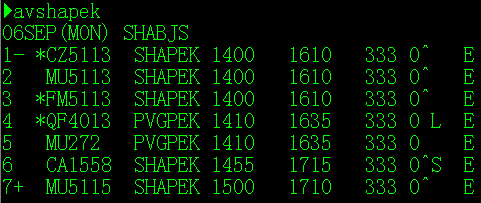 ▶avshapek
06SEP(MON) SHABJS
1- *CZ5113 SHAPEK 1400 1610 333 0^ E
2 MU5113 SHAPEK 1400 1610 333 0^ E
3 *FM5113 SHAPEK 1400 1610 333 0^ E
4 *QF4013 PVGPEK 1410 1635 333 0 L E
5 MU272 PVGPEK 1410 1635 333 0 E
6 CA1558 SHAPEK 1455 1715 333 0^S E
7+ MU5115 SHAPEK 1500 1710 333 0^ E